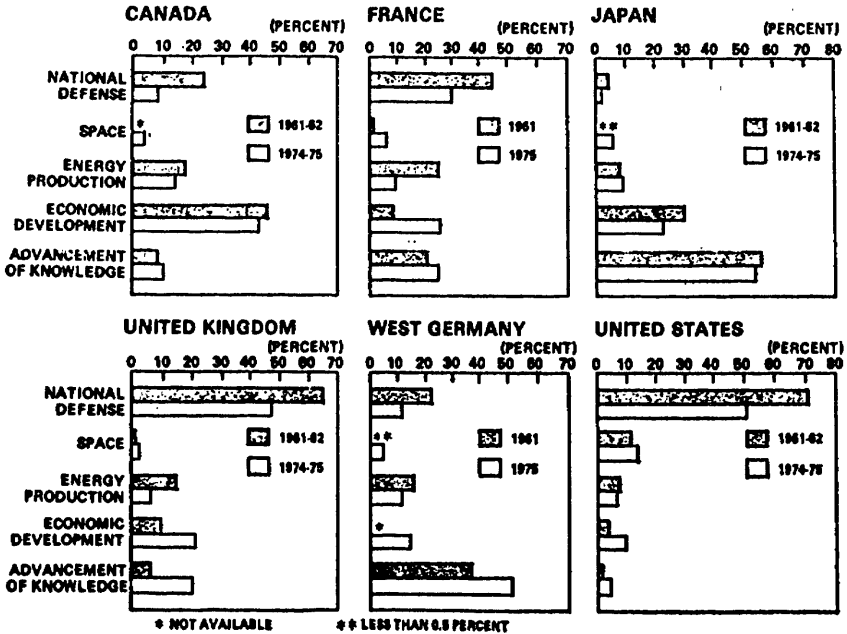 CANADA
(PERCENT)
0 10 20 30 40 50 60 70
NATIONAL
DEFENSE
SPACE
*
ENERGY
PRODUCTION
ECONOMIC
DEVELOPMENT
ADVANCEMENT
OF KNOWLEDGE
1961-62
1974-75
FRANCE
(PERCENT)
0 10 20 30 40 50 60 70
1961
1975
JAPAN
(PERCENT)
0 10 20 30 40 50 60 70 80
**
1961-62
1974-75
UNITED KINGDOM
(PERCENT)
0 10 20 30 40 50 60 70
NATIONAL
DEFENSE
SPACE
ENERGY
PRODUCTION
ECONOMIC
DEVELOPMENT
ADVANCEMENT
OF KNOWLEDGE
1961-62
1974-75
WEST GERMANY
(PERCENT)
0 10 20 30 40 50 60 70
**
*
1961
1975
UNITED STATES
(PERCENT)
0 10 20 30 40 50 60 70 80
1961-62
1974-75
* NOT AVAILABLE
** LESS THAN 0.5 PERCENT